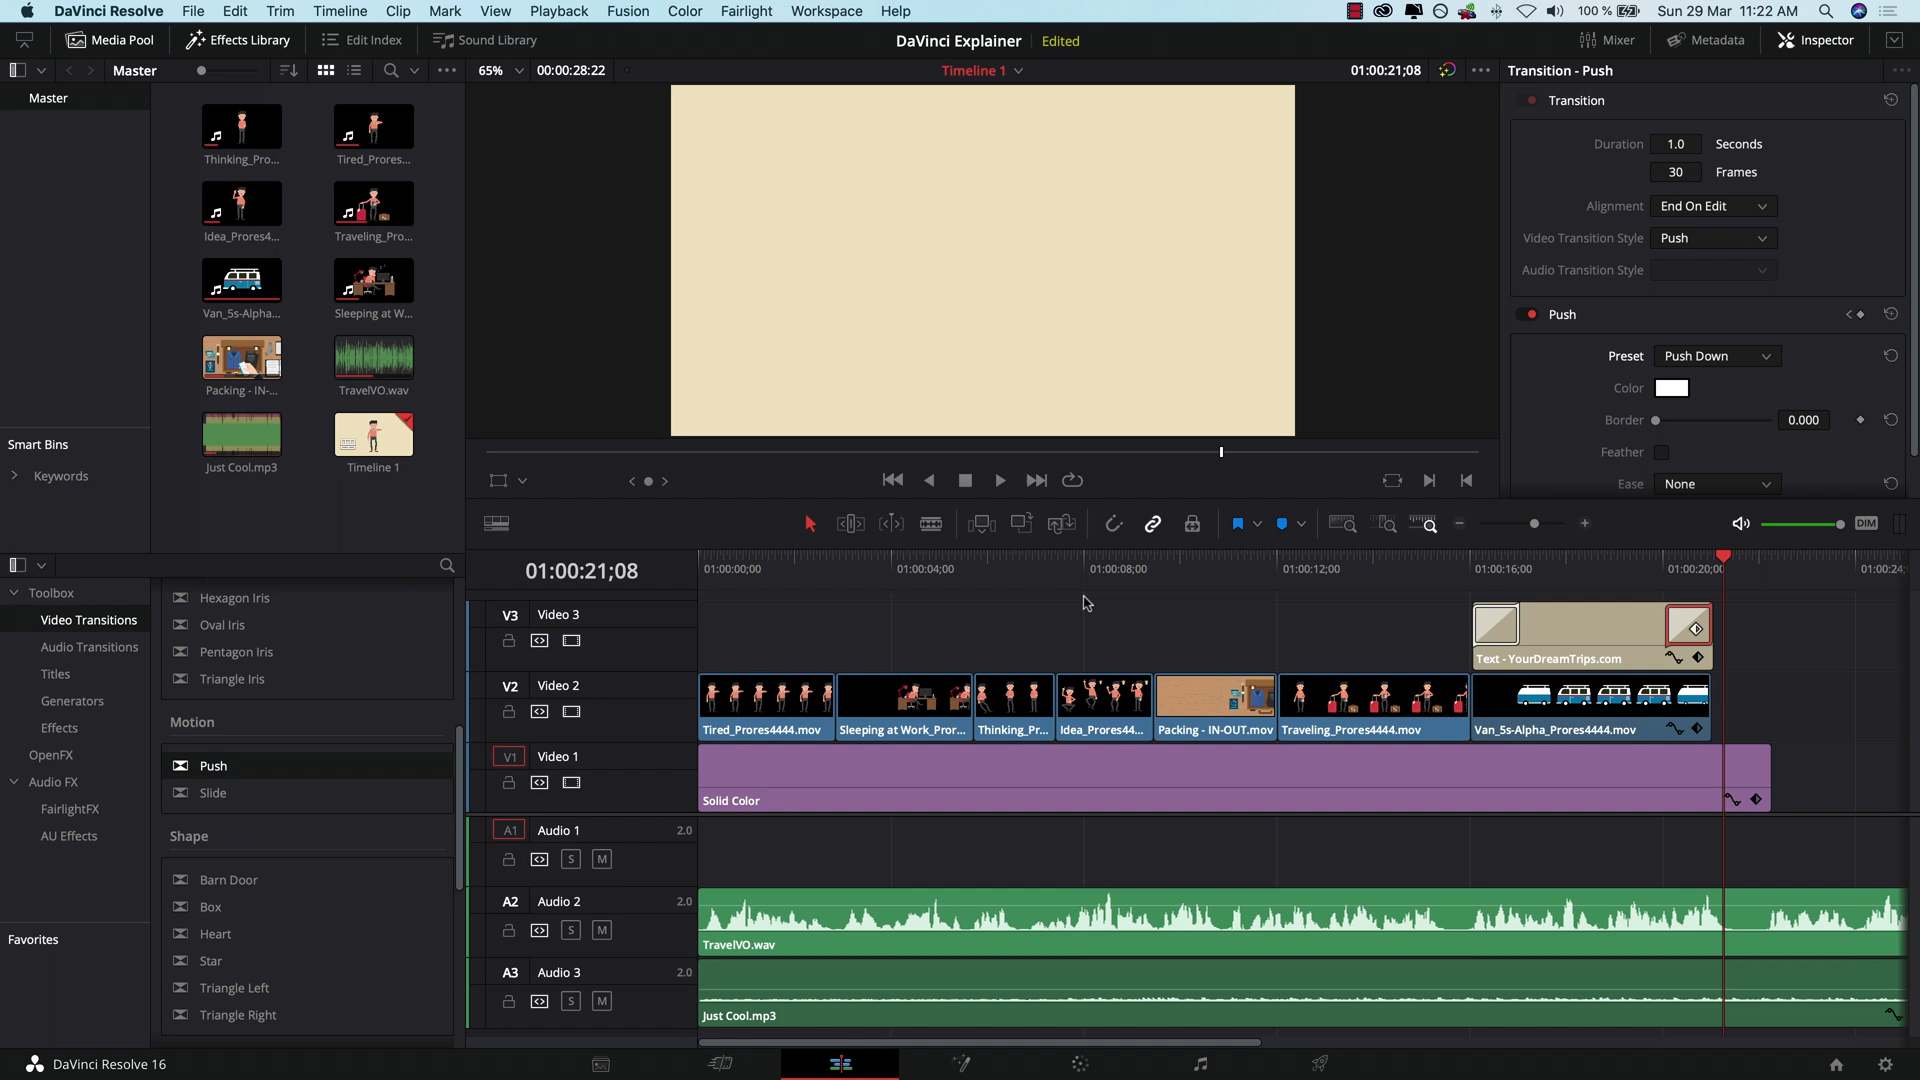 DaVinci Resolve File Edit Trim Timeline Clip Mark View Playback Fusion Color Fairlight Workspace Help 100 % Sun 29 Mar 11:22 AM
Media Pool Effects Library Edit Index Sound Library DaVinci Explainer Edited Mixer Metadata Inspector
Master 65% 00:00:28:22 Timeline 1 01:00:21;08 Transition - Push
Master
Transition
Thinking_Pro... Tired_Prores...
Duration 1.0 Seconds
30 Frames
Idea_Prores4... Traveling_Pro...
Alignment End On Edit
Video Transition Style Push
Audio Transition Style
Van_5s-Alpha... Sleeping at W...
Push
Packing - IN-... TravelVO.wav
Preset Push Down
Color
Border 0.000
Feather
Ease None
Just Cool.mp3 Timeline 1
Smart Bins
Keywords
DIM
01:00:21;08
01:00:00;00 01:00:04;00 01:00:08;00 01:00:12;00 01:00:16;00 01:00:20;00 01:00:24;
Toolbox
Video Transitions
Audio Transitions
Titles
Generators
Effects
OpenFX
Audio FX
FairlightFX
AU Effects
Favorites
Hexagon Iris
Oval Iris
Pentagon Iris
Triangle Iris
Motion
Push
Slide
Shape
Barn Door
Box
Heart
Star
Triangle Left
Triangle Right
V3 Video 3
Text - YourDreamTrips.com
V2 Video 2
Tired_Prores4444.mov Sleeping at Work_Pror... Thinking_Pr... Idea_Prores44... Packing - IN-OUT.mov Traveling_Prores4444.mov Van_5s-Alpha_Prores4444.mov
V1 Video 1
Solid Color
A1 Audio 1 2.0
S M
A2 Audio 2 2.0
S M
TravelVO.wav
A3 Audio 3 2.0
S M
Just Cool.mp3
DaVinci Resolve 16